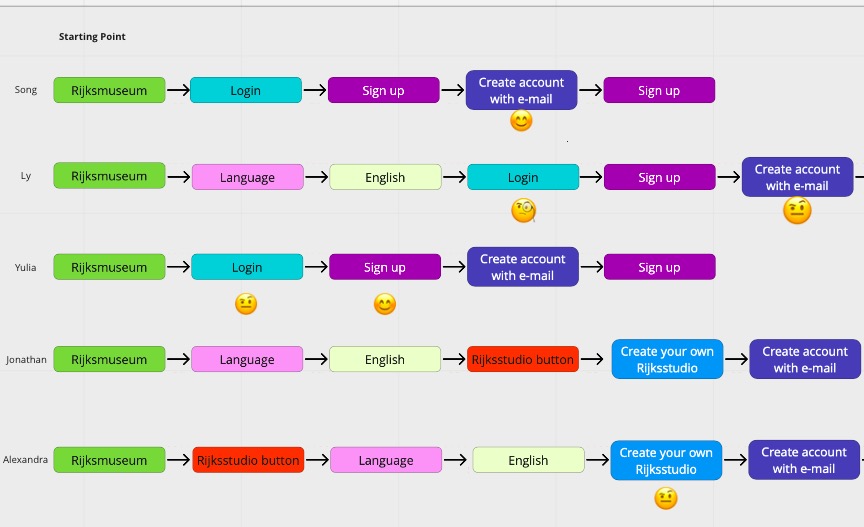 Starting Point
Song
Rijksmuseum
Login
Sign up
Create account
with e-mail
Sign up
Ly
Rijksmuseum
Language
English
Login
Sign up
Create account
with e-mail
Yulia
Rijksmuseum
Login
Sign up
Create account
with e-mail
Sign up
Jonathan
Rijksmuseum
Language
English
Rijksstudio button
Create your own
Rijksstudio
Create account
with e-mail
Alexandra
Rijksmuseum
Rijksstudio button
Language
English
Create your own
Rijksstudio
Create account
with e-mail